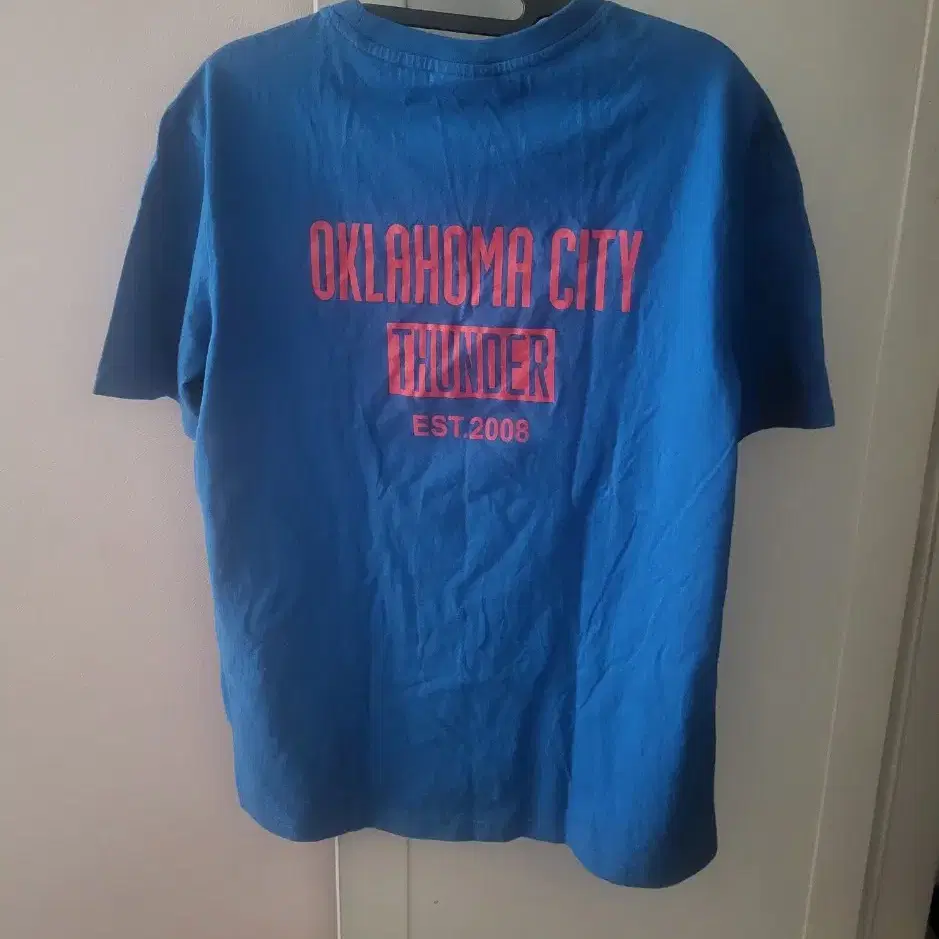 OKLAHOMA CITY
THUNDER
EST.2008